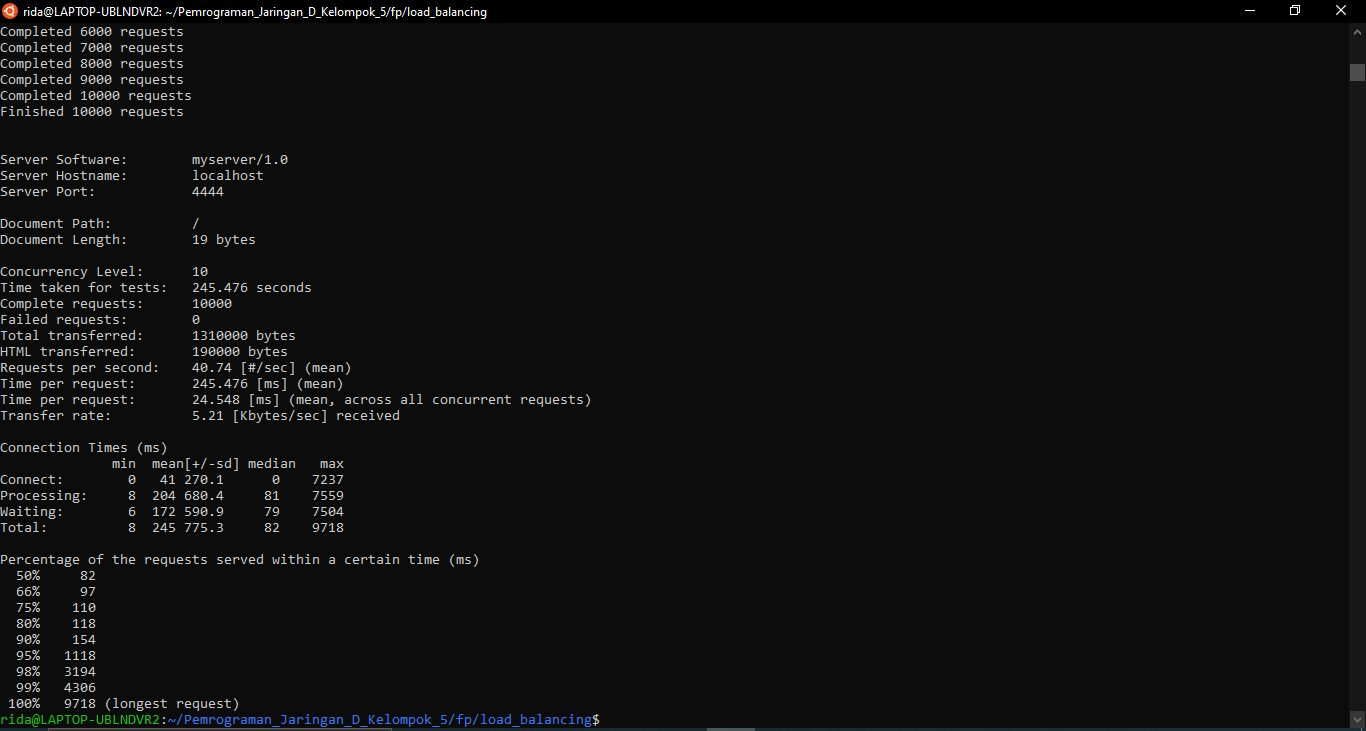 rida@LAPTOP-UBLNDVR2: ~/Pemrograman_Jaringan_D_Kelompok_5/fp/load_balancing
Completed 6000 requests
Completed 7000 requests
Completed 8000 requests
Completed 9000 requests
Completed 10000 requests
Finished 10000 requests
Server Software:        myserver/1.0
Server Hostname:        localhost
Server Port:            4444
Document Path:          /
Document Length:        19 bytes
Concurrency Level:      10
Time taken for tests:   245.476 seconds
Complete requests:      10000
Failed requests:        0
Total transferred:      1310000 bytes
HTML transferred:       190000 bytes
Requests per second:    40.74 [#/sec] (mean)
Time per request:       245.476 [ms] (mean)
Time per request:       24.548 [ms] (mean, across all concurrent requests)
Transfer rate:          5.21 [Kbytes/sec] received
Connection Times (ms)
              min  mean[+/-sd] median   max
Connect:        0   41 270.1      0    7237
Processing:     8  204 680.4     81    7559
Waiting:        6  172 590.9     79    7504
Total:          8  245 775.3     82    9718
Percentage of the requests served within a certain time (ms)
  50%     82
  66%     97
  75%    110
  80%    118
  90%    154
  95%   1118
  98%   3194
  99%   4306
 100%   9718 (longest request)
rida@LAPTOP-UBLNDVR2:~/Pemrograman_Jaringan_D_Kelompok_5/fp/load_balancing$